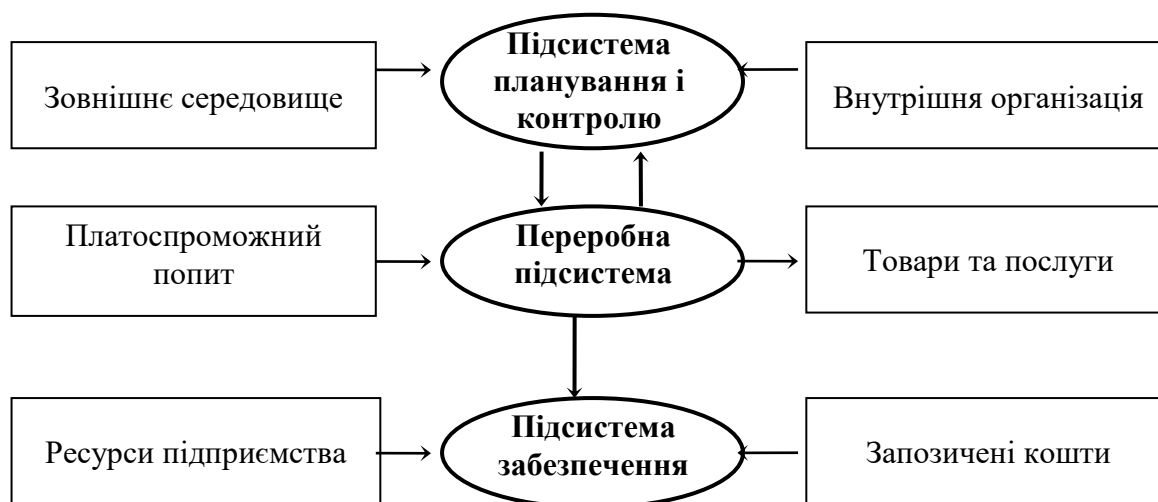 Зовнішнє середовище
Підсистема
планування і
контролю
Внутрішня організація
Платоспроможний
попит
Переробна
підсистема
Товари та послуги
Ресурси підприємства
Підсистема
забезпечення
Запозичені кошти